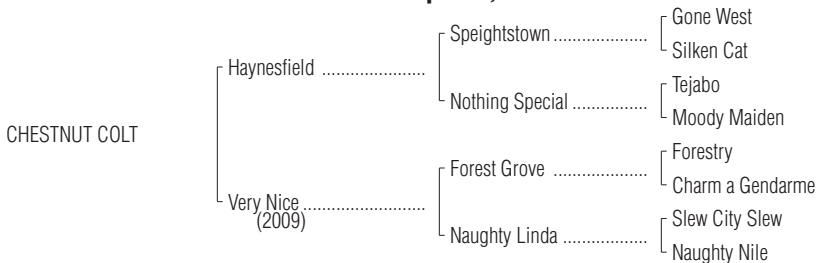 Gone West
Speightstown ....................
Silken Cat
Haynesfield ......................
Tejabo
Nothing Special ................
Moody Maiden
CHESTNUT COLT
Forestry
Forest Grove ....................
Charm a Gendarme
Very Nice ..........................
(2009)
Slew City Slew
Naughty Linda ..................
Naughty Nile